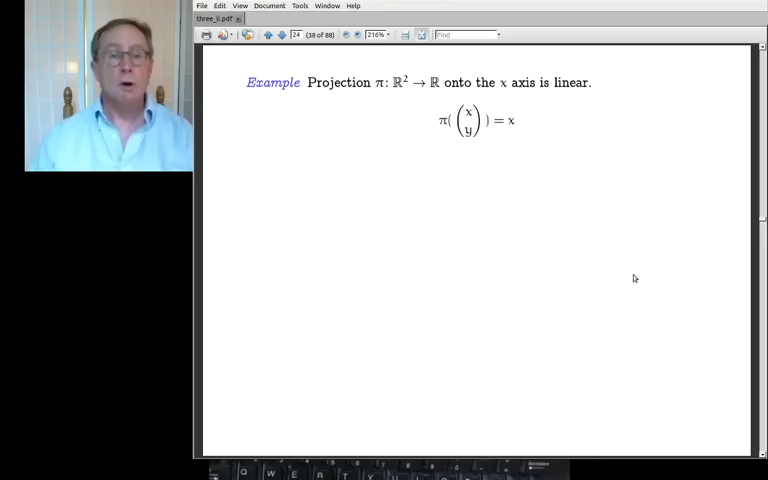 File Edit View Document Tools Window Help
three_ii.pdf
24 (38 of 88) 216% Find
Example Projection π: ℝ² → ℝ onto the x axis is linear.
π( (x
y) ) = x
Q W E R T Y